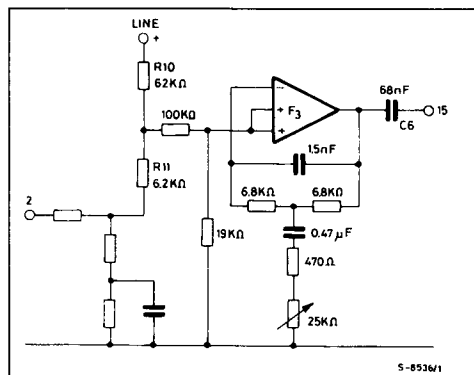 LINE
+
R10
62KΩ
100KΩ
R11
6.2KΩ
2
-
+
+
F3
1.5nF
68nF
C6
15
6.8KΩ
6.8KΩ
0.47µF
19KΩ
470Ω
25KΩ
S-8536/1